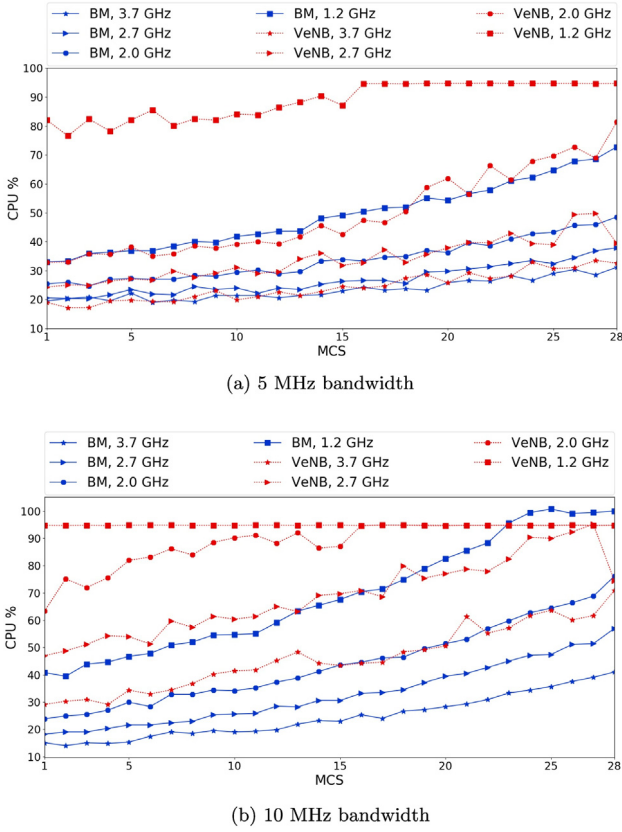 BM, 3.7 GHz BM, 1.2 GHz VeNB, 2.0 GHz
BM, 2.7 GHz VeNB, 3.7 GHz VeNB, 1.2 GHz
BM, 2.0 GHz VeNB, 2.7 GHz
100
90
80
70
60
50
40
30
20
10
CPU %
1 5 10 15 20 25 28
MCS
(a) 5 MHz bandwidth
BM, 3.7 GHz BM, 1.2 GHz VeNB, 2.0 GHz
BM, 2.7 GHz VeNB, 3.7 GHz VeNB, 1.2 GHz
BM, 2.0 GHz VeNB, 2.7 GHz
100
90
80
70
60
50
40
30
20
10
CPU %
1 5 10 15 20 25 28
MCS
(b) 10 MHz bandwidth